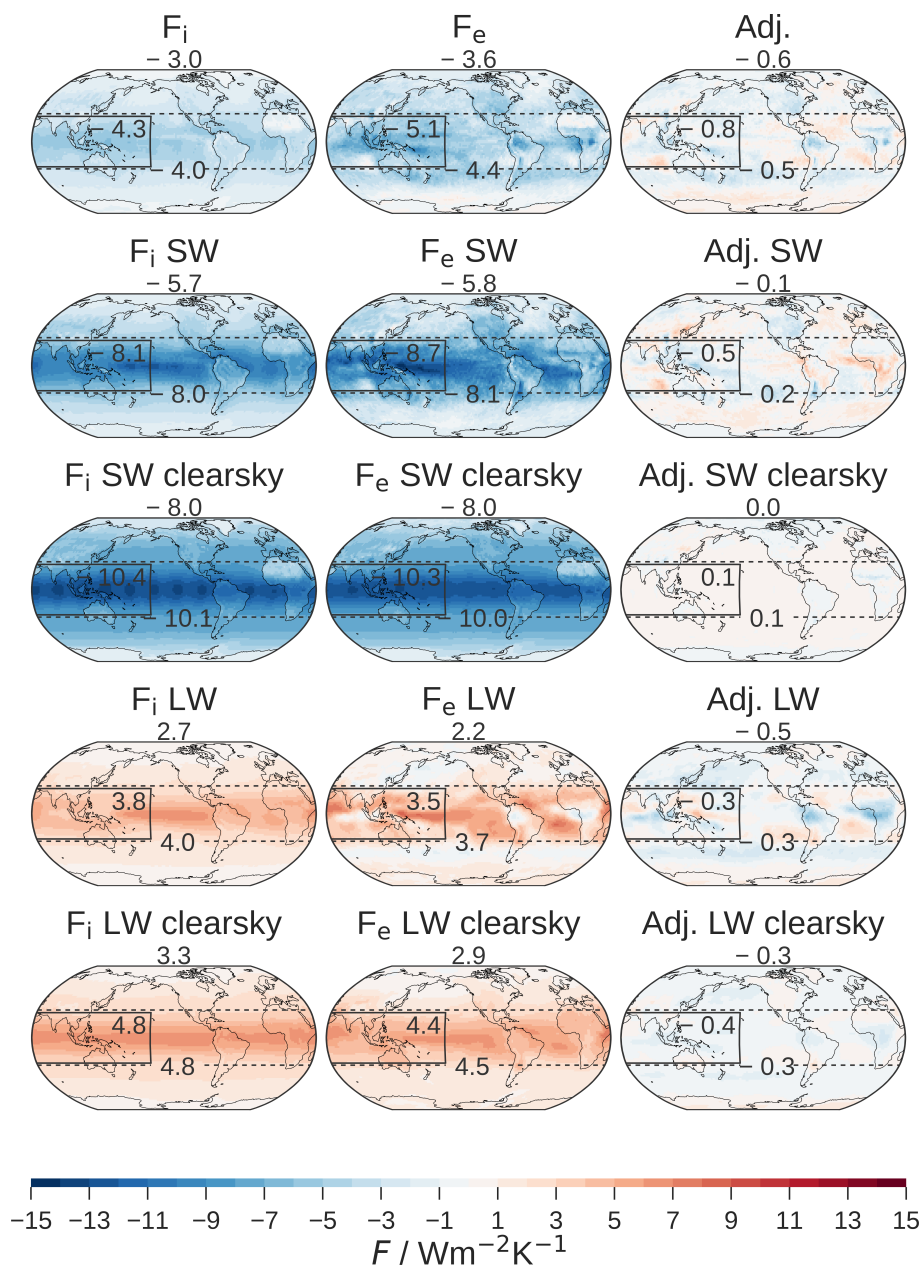 Fi Fe Adj.
− 3.0 − 3.6 − 0.6
− 4.3 − 5.1 − 0.8
− 4.0 − 4.4 − 0.5
Fi SW Fe SW Adj. SW
− 5.7 − 5.8 − 0.1
− 8.1 − 8.7 − 0.5
− 8.0 − 8.1 − 0.2
Fi SW clearsky Fe SW clearsky Adj. SW clearsky
− 8.0 − 8.0 0.0
− 10.4 − 10.3 0.1
− 10.1 − 10.0 0.1
Fi LW Fe LW Adj. LW
2.7 2.2 − 0.5
3.8 3.5 − 0.3
4.0 3.7 − 0.3
Fi LW clearsky Fe LW clearsky Adj. LW clearsky
3.3 2.9 − 0.3
4.8 4.4 − 0.4
4.8 4.5 − 0.3
−15 −13 −11 −9 −7 −5 −3 −1 1 3 5 7 9 11 13 15
F / Wm⁻²K⁻¹